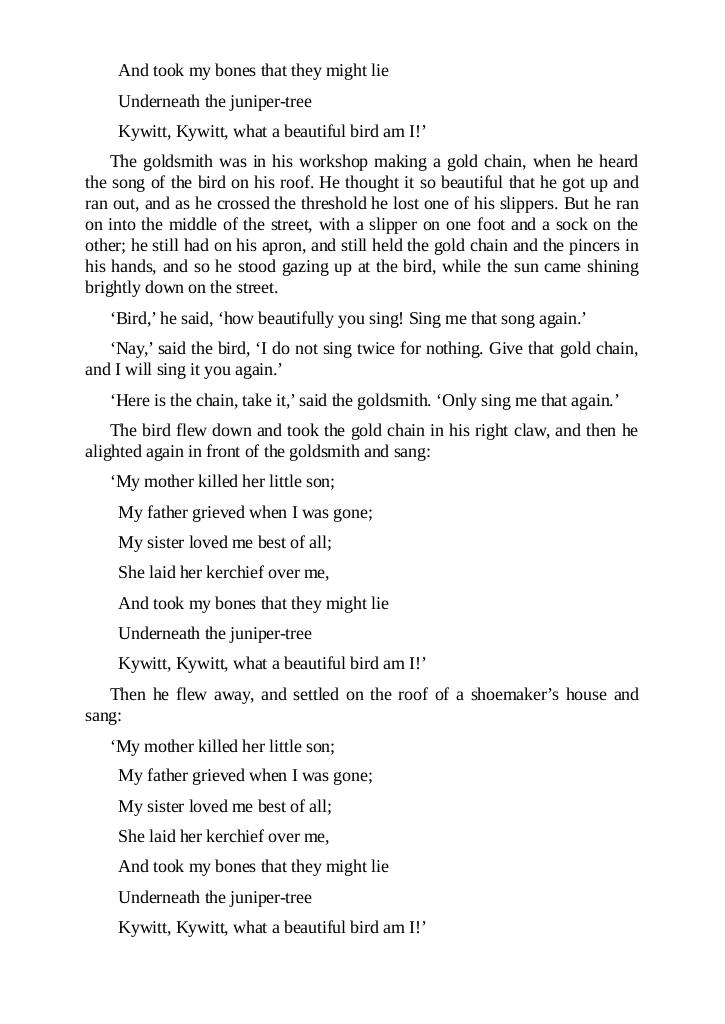 And took my bones that they might lie
Underneath the juniper-tree
Kywitt, Kywitt, what a beautiful bird am I!’
The goldsmith was in his workshop making a gold chain, when he heard
the song of the bird on his roof. He thought it so beautiful that he got up and
ran out, and as he crossed the threshold he lost one of his slippers. But he ran
on into the middle of the street, with a slipper on one foot and a sock on the
other; he still had on his apron, and still held the gold chain and the pincers in
his hands, and so he stood gazing up at the bird, while the sun came shining
brightly down on the street.
‘Bird,’ he said, ‘how beautifully you sing! Sing me that song again.’
‘Nay,’ said the bird, ‘I do not sing twice for nothing. Give that gold chain,
and I will sing it you again.’
‘Here is the chain, take it,’ said the goldsmith. ‘Only sing me that again.’
The bird flew down and took the gold chain in his right claw, and then he
alighted again in front of the goldsmith and sang:
‘My mother killed her little son;
My father grieved when I was gone;
My sister loved me best of all;
She laid her kerchief over me,
And took my bones that they might lie
Underneath the juniper-tree
Kywitt, Kywitt, what a beautiful bird am I!’
Then he flew away, and settled on the roof of a shoemaker’s house and
sang:
‘My mother killed her little son;
My father grieved when I was gone;
My sister loved me best of all;
She laid her kerchief over me,
And took my bones that they might lie
Underneath the juniper-tree
Kywitt, Kywitt, what a beautiful bird am I!’